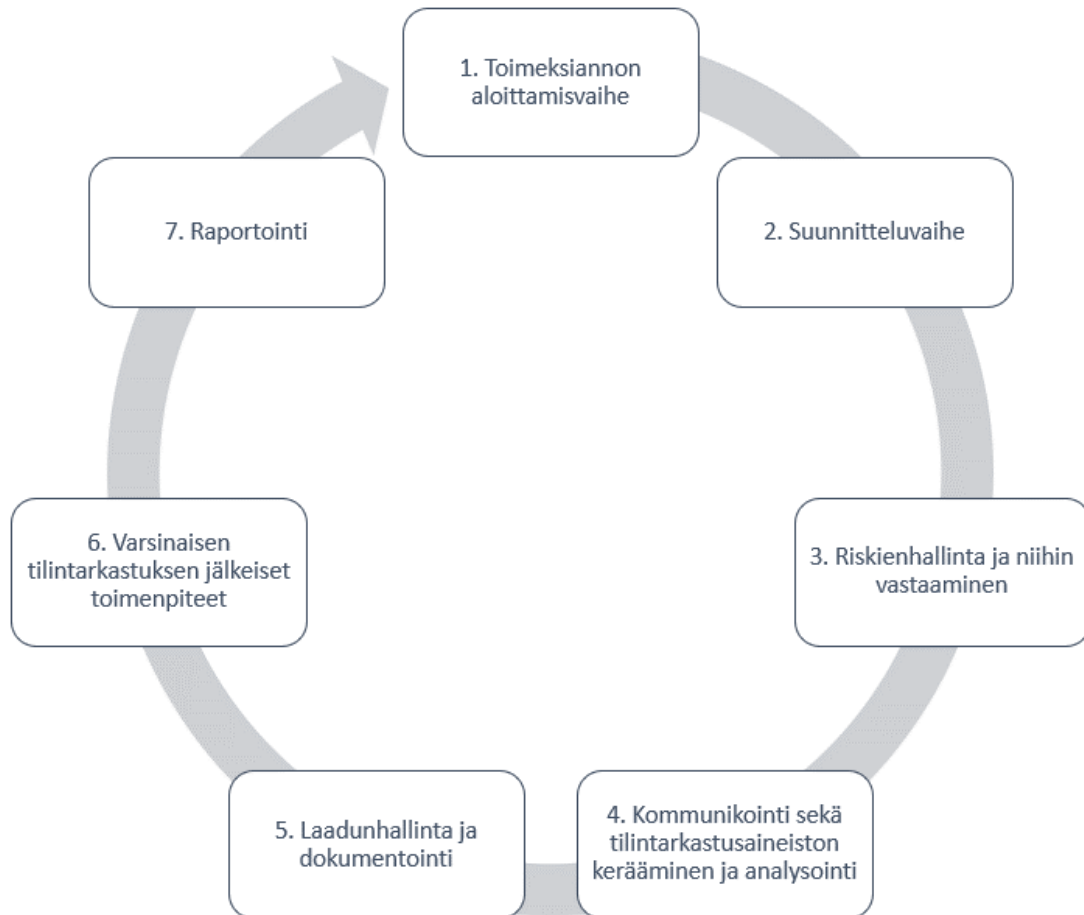 1. Toimeksiannon
aloittamisvaihe
2. Suunnitteluvaihe
3. Riskienhallinta ja niihin
vastaaminen
4. Kommunikointi sekä
tilintarkastusaineiston
kerääminen ja analysointi
5. Laadunhallinta ja
dokumentointi
6. Varsinaisen
tilintarkastuksen jälkeiset
toimenpiteet
7. Raportointi